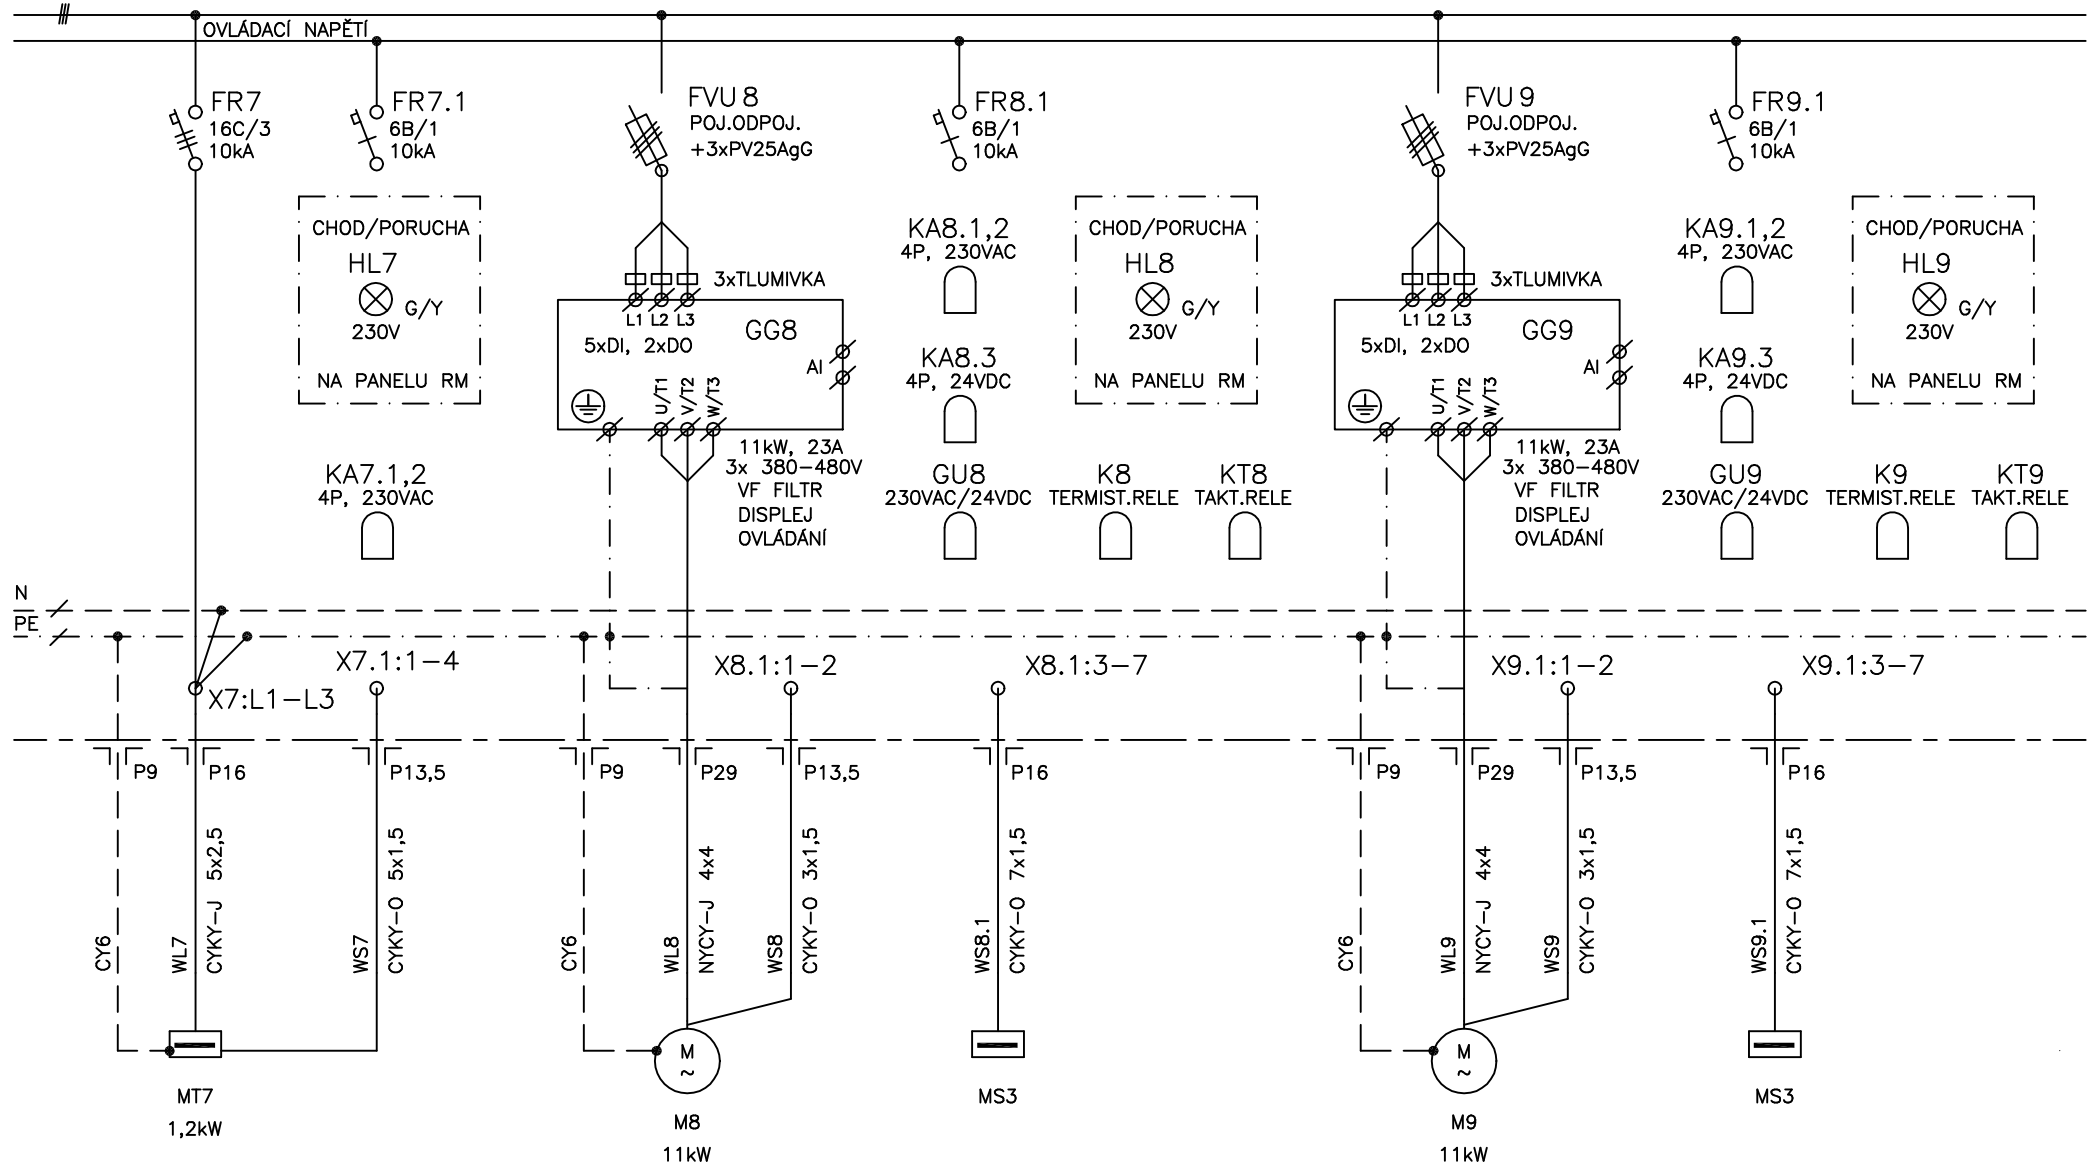 OVLÁDACÍ NAPĚTÍ
FR7
16C/3
10kA
FR7.1
6B/1
10kA
FVU 8
POJ.ODPOJ.
+3xPV25AgG
FR8.1
6B/1
10kA
FVU 9
POJ.ODPOJ.
+3xPV25AgG
FR9.1
6B/1
10kA
CHOD/PORUCHA
HL7
G/Y
230V
NA PANELU RM
3xTLUMIVKA
L1 L2 L3
GG8
5xDI, 2xDO
AI
U/T1
V/T2
W/T3
11kW, 23A
3x 380-480V
VF FILTR
DISPLEJ
OVLÁDÁNÍ
KA8.1,2
4P, 230VAC
KA8.3
4P, 24VDC
GU8
230VAC/24VDC
CHOD/PORUCHA
HL8
G/Y
230V
NA PANELU RM
K8
TERMIST.RELE
KT8
TAKT.RELE
3xTLUMIVKA
L1 L2 L3
GG9
5xDI, 2xDO
AI
U/T1
V/T2
W/T3
11kW, 23A
3x 380-480V
VF FILTR
DISPLEJ
OVLÁDÁNÍ
KA9.1,2
4P, 230VAC
KA9.3
4P, 24VDC
GU9
230VAC/24VDC
CHOD/PORUCHA
HL9
G/Y
230V
NA PANELU RM
K9
TERMIST.RELE
KT9
TAKT.RELE
KA7.1,2
4P, 230VAC
N
PE
X7:L1-L3
X7.1:1-4
X8.1:1-2
X8.1:3-7
X9.1:1-2
X9.1:3-7
P9
P16
P13,5
P9
P29
P13,5
P16
P9
P29
P13,5
P16
CY6
WL7
CYKY-J 5x2,5
WS7
CYKY-O 5x1,5
CY6
WL8
NYCY-J 4x4
WS8
CYKY-O 3x1,5
WS8.1
CYKY-O 7x1,5
CY6
WL9
NYCY-J 4x4
WS9
CYKY-O 3x1,5
WS9.1
CYKY-O 7x1,5
MT7
1,2kW
M
~
M8
11kW
MS3
M
~
M9
11kW
MS3